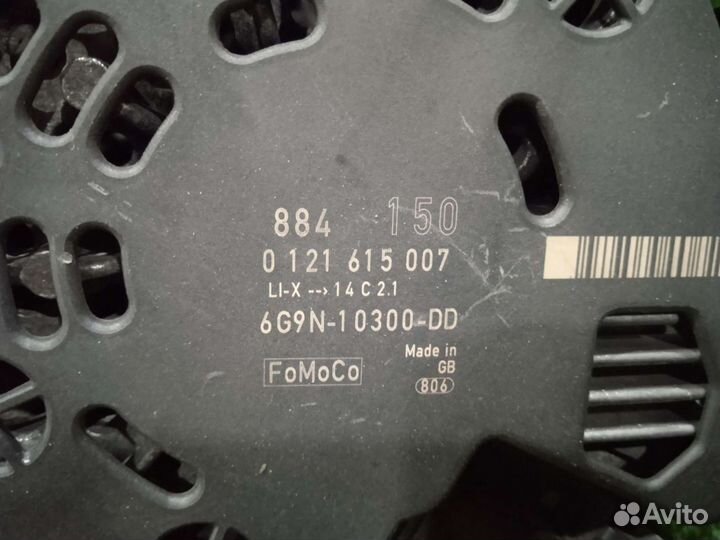 884 150
0 121 615 007
LI-X --› 14 C 2.1
6G9N-10300-DD
FoMoCo
Made in
GB
806
Avito